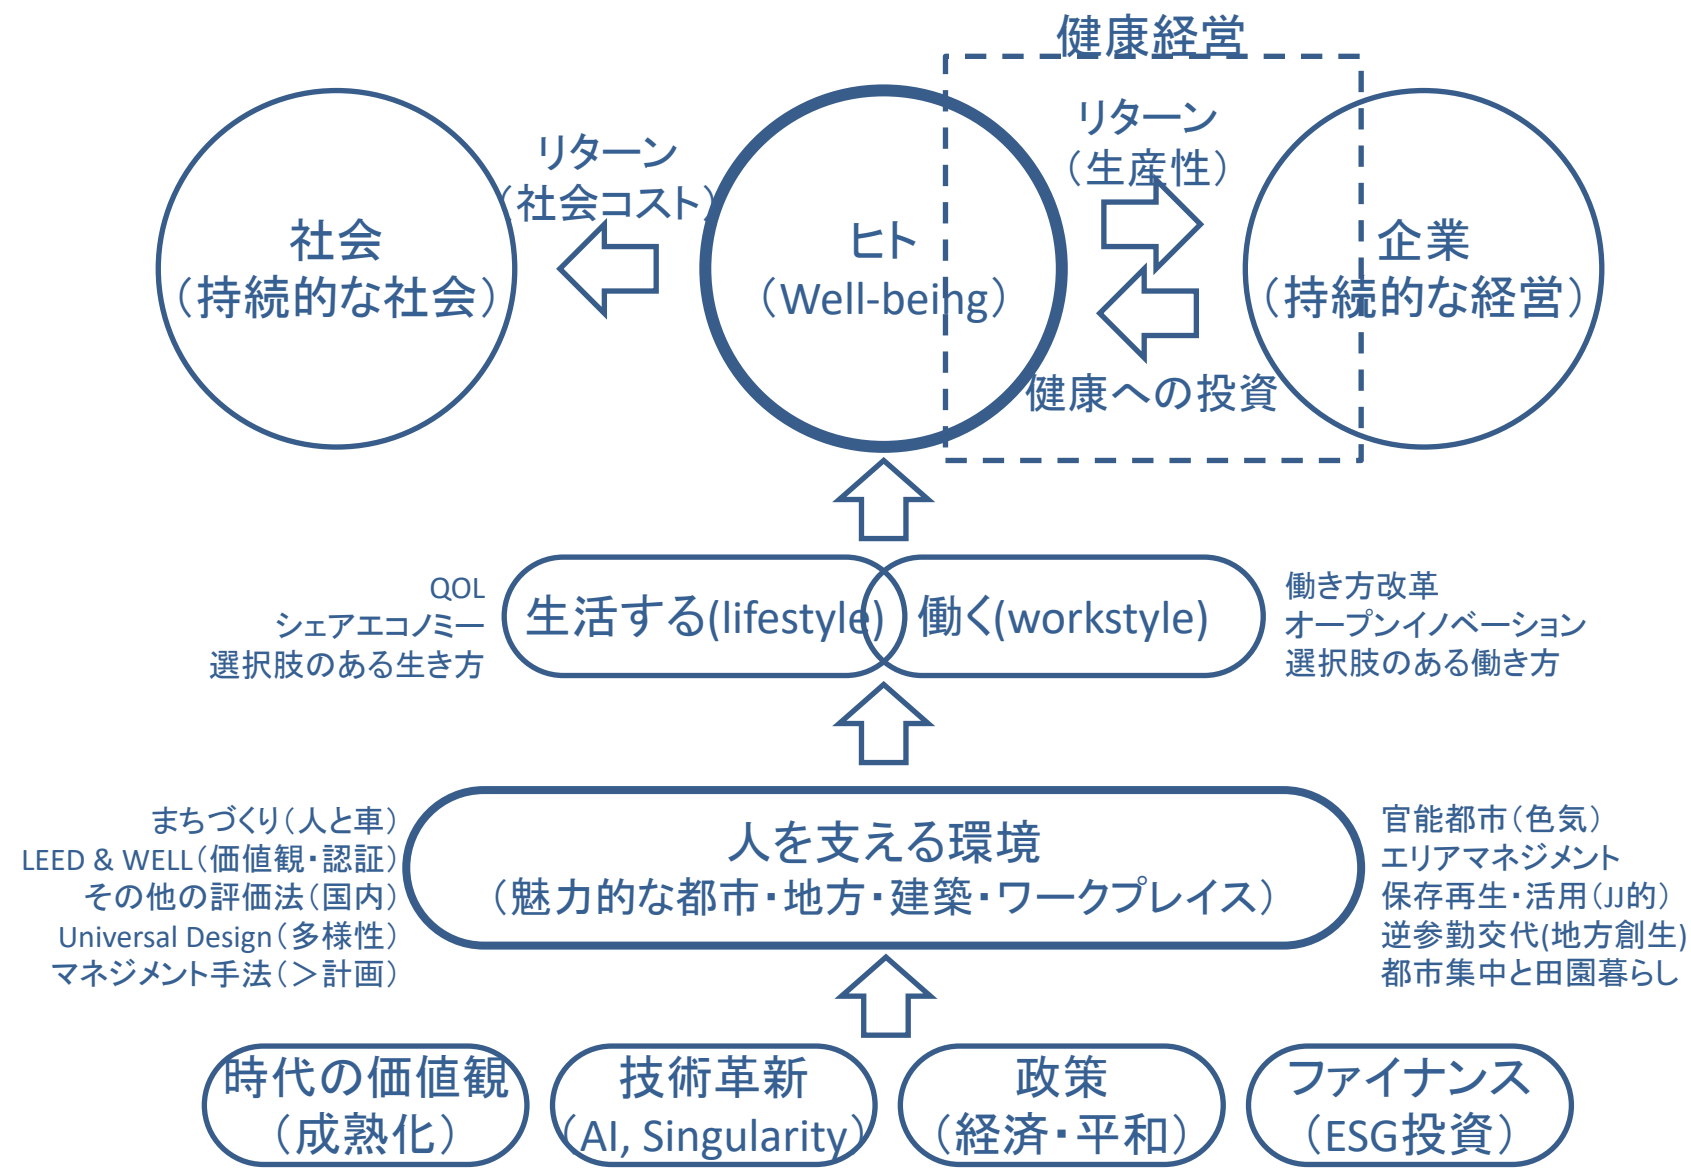 健康経営
リターン
（生産性）
リターン
（社会コスト）
社会
（持続的な社会）
ヒト
（Well-being）
企業
（持続的な経営）
健康への投資
QOL
シェアエコノミー
選択肢のある生き方
生活する(lifestyle)
働く(workstyle)
働き方改革
オープンイノベーション
選択肢のある働き方
まちづくり（人と車）
LEED & WELL（価値観・認証）
その他の評価法（国内）
Universal Design（多様性）
マネジメント手法（＞計画）
人を支える環境
（魅力的な都市・地方・建築・ワークプレイス）
官能都市（色気）
エリアマネジメント
保存再生・活用（JJ的）
逆参勤交代(地方創生)
都市集中と田園暮らし
時代の価値観
（成熟化）
技術革新
（AI, Singularity）
政策
（経済・平和）
ファイナンス
（ESG投資）